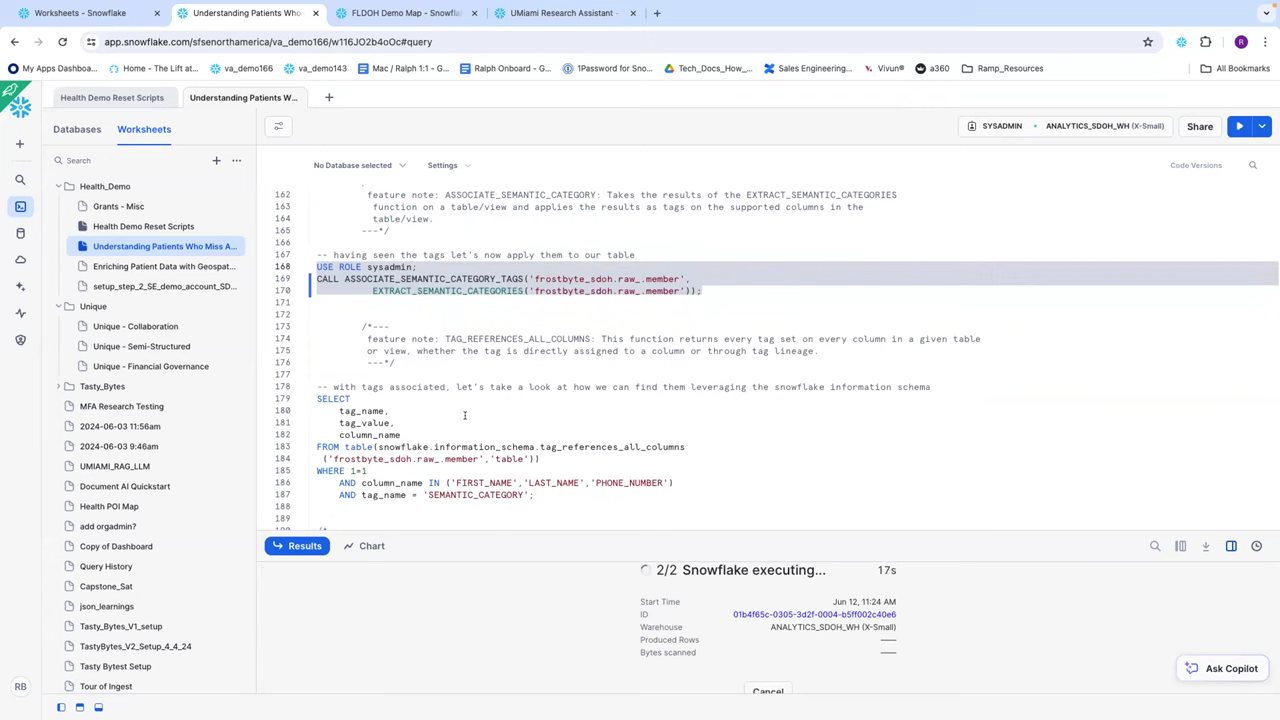 Worksheets - Snowflake
Understanding Patients Who
FLDOH Demo Map - Snowfla
UMiami Research Assistant -
app.snowflake.com/sfsenorthamerica/va_demo166/w116JO2b4oOc#query
R
My Apps Dashboa...
Home - The Lift at...
va_demo166
va_demo143
Mac / Ralph 1:1 - G...
Ralph Onboard - G...
1Password for Sno...
Tech_Docs_How_...
Sales Engineering...
Vivun®
a360
Ramp_Resources
All Bookmarks
Health Demo Reset Scripts
Understanding Patients W...
Databases
Worksheets
SYSADMIN
ANALYTICS_SDOH_WH (X-Small)
Share
Search
No Database selected
Settings
Code Versions
Health_Demo
Grants - Misc
Health Demo Reset Scripts
Understanding Patients Who Miss A...
Enriching Patient Data with Geospat...
setup_step_2_SE_demo_account_SD...
Unique
Unique - Collaboration
Unique - Semi-Structured
Unique - Financial Governance
Tasty_Bytes
MFA Research Testing
2024-06-03 11:56am
2024-06-03 9:46am
UMIAMI_RAG_LLM
Document AI Quickstart
Health POI Map
add orgadmin?
Copy of Dashboard
Query History
Capstone_Sat
json_learnings
Tasty_Bytes_V1_setup
TastyBytes_V2_Setup_4_4_24
Tasty Bytest Setup
Tour of Ingest
RB
162 feature note: ASSOCIATE_SEMANTIC_CATEGORY: Takes the results of the EXTRACT_SEMANTIC_CATEGORIES
163 function on a table/view and applies the results as tags on the supported columns in the
164 table/view.
165 ---*/
166
167 -- having seen the tags let's now apply them to our table
168 USE ROLE sysadmin;
169 CALL ASSOCIATE_SEMANTIC_CATEGORY_TAGS('frostbyte_sdoh.raw_.member',
170 EXTRACT_SEMANTIC_CATEGORIES('frostbyte_sdoh.raw_.member'));
171
172
173 /*---
174 feature note: TAG_REFERENCES_ALL_COLUMNS: This function returns every tag set on every column in a given table
175 or view, whether the tag is directly assigned to a column or through tag lineage.
176 ---*/
177
178 -- with tags associated, let's take a look at how we can find them leveraging the snowflake information schema
179 SELECT
180 tag_name,
181 tag_value,
182 column_name
183 FROM table(snowflake.information_schema.tag_references_all_columns
184 ('frostbyte_sdoh.raw_.member','table'))
185 WHERE 1=1
186 AND column_name IN ('FIRST_NAME','LAST_NAME','PHONE_NUMBER')
187 AND tag_name = 'SEMANTIC_CATEGORY';
188
189
Results
Chart
2/2 Snowflake executing... 17s
Start Time Jun 12, 11:24 AM
ID 01b4f65c-0305-3d2f-0004-b5ff002c40e6
Warehouse ANALYTICS_SDOH_WH (X-Small)
Produced Rows
Bytes scanned
Cancel
Ask Copilot